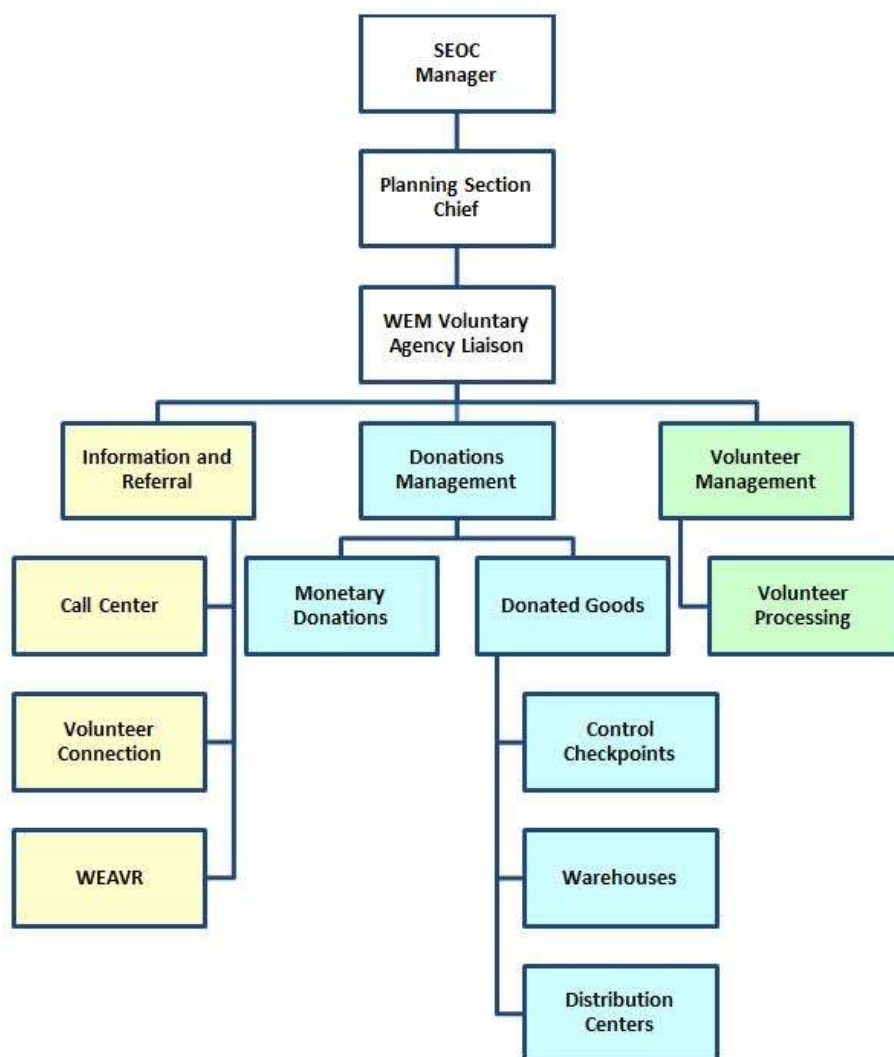 SEOC
Manager
Planning Section
Chief
WEM Voluntary
Agency Liaison
Information and
Referral
Donations
Management
Volunteer
Management
Call Center
Monetary
Donations
Donated Goods
Volunteer
Processing
Volunteer
Connection
Control
Checkpoints
WEAVR
Warehouses
Distribution
Centers